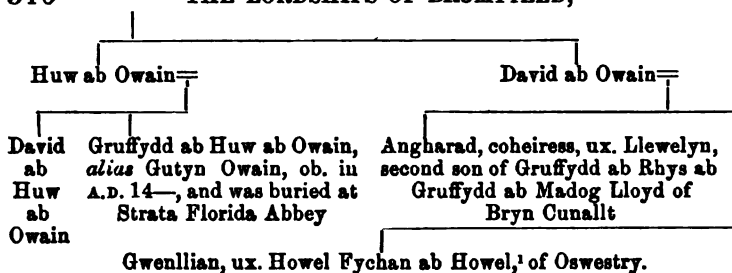 THE LORDSHIPS OF BROMFIELD,
Huw ab Owain=
David ab Owain=
David
ab
Huw
ab
Owain
Gruffydd ab Huw ab Owain,
alias Gutyn Owain, ob. iu
A.D. 14—, and was buried at
Strata Florida Abbey
Angharad, coheiress, ux. Llewelyn,
second son of Gruffydd ab Rhys ab
Gruffydd ab Madog Lloyd of
Bryn Cunallt
Gwenllian, ux. Howel Fychan ab Howel,¹ of Oswestry.